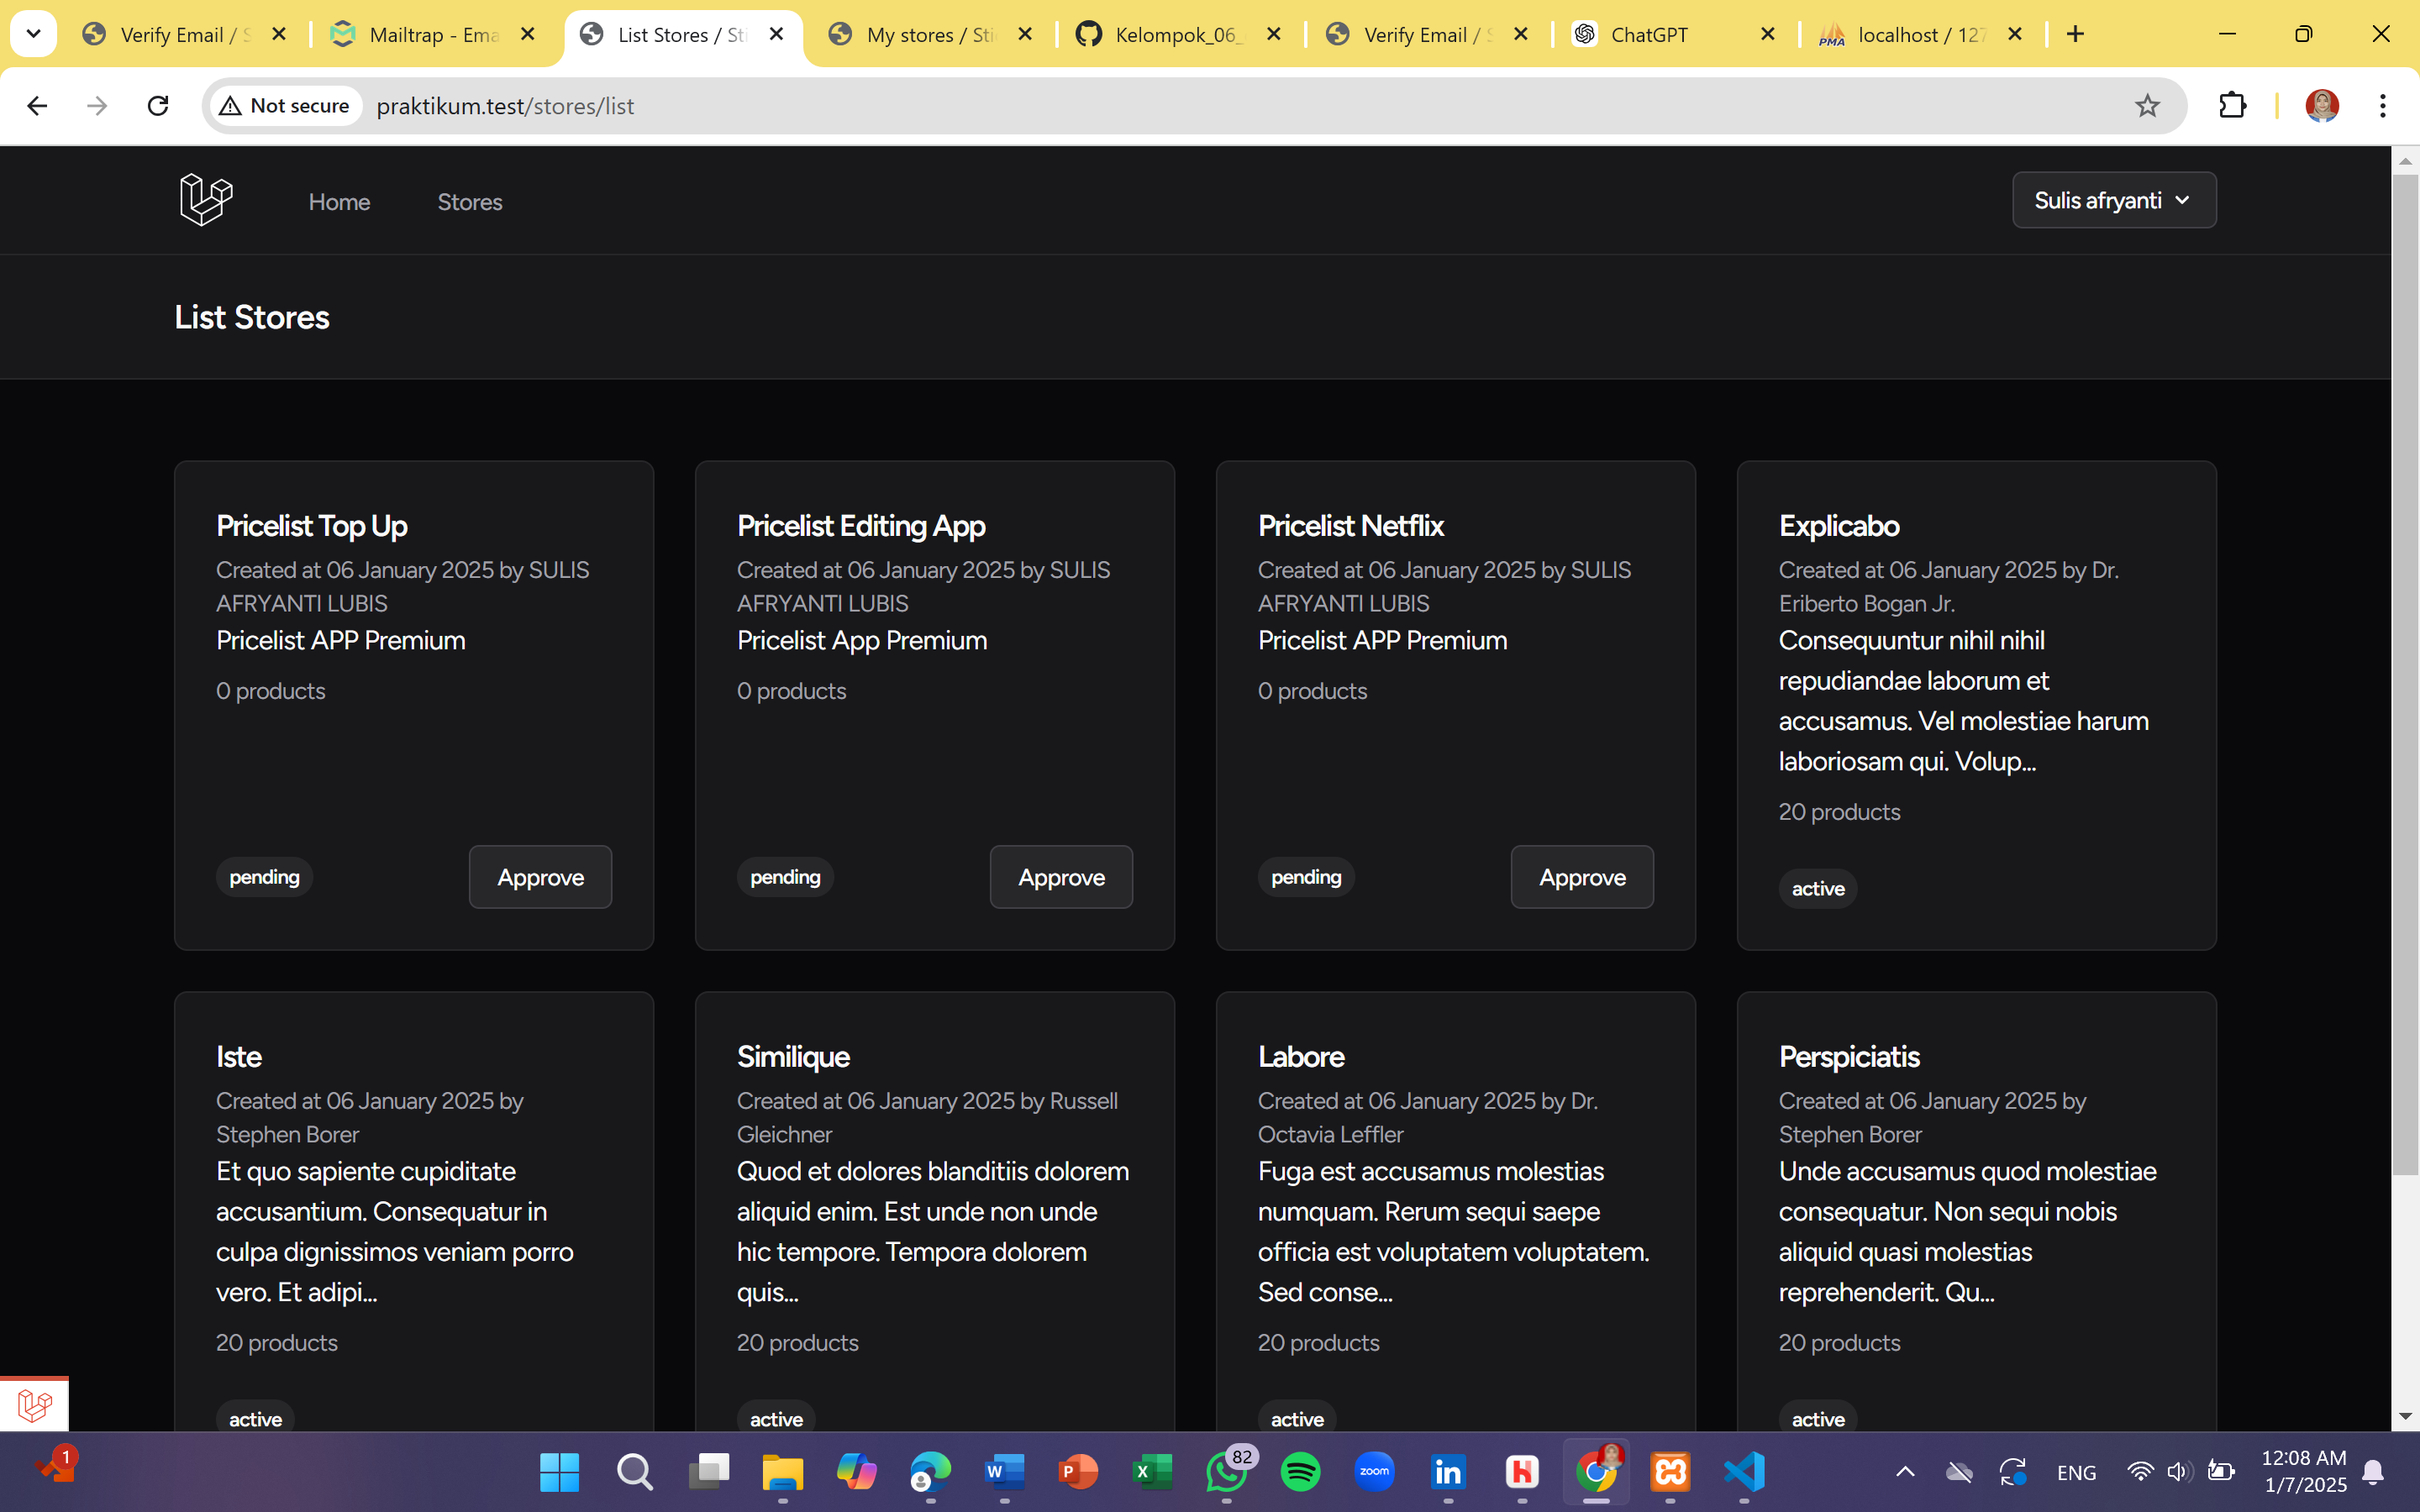 Verify Email / S
Mailtrap - Ema
List Stores / Sti
My stores / Sti
Kelompok_06_
Verify Email / S
ChatGPT
PMA
localhost / 127
Not secure
praktikum.test/stores/list
Home
Stores
Sulis afryanti
List Stores
Pricelist Top Up
Created at 06 January 2025 by SULIS
AFRYANTI LUBIS
Pricelist APP Premium
0 products
pending
Approve
Pricelist Editing App
Created at 06 January 2025 by SULIS
AFRYANTI LUBIS
Pricelist App Premium
0 products
pending
Approve
Pricelist Netflix
Created at 06 January 2025 by SULIS
AFRYANTI LUBIS
Pricelist APP Premium
0 products
pending
Approve
Explicabo
Created at 06 January 2025 by Dr.
Eriberto Bogan Jr.
Consequuntur nihil nihil
repudiandae laborum et
accusamus. Vel molestiae harum
laboriosam qui. Volup...
20 products
active
Iste
Created at 06 January 2025 by
Stephen Borer
Et quo sapiente cupiditate
accusantium. Consequatur in
culpa dignissimos veniam porro
vero. Et adipi...
20 products
active
Similique
Created at 06 January 2025 by Russell
Gleichner
Quod et dolores blanditiis dolorem
aliquid enim. Est unde non unde
hic tempore. Tempora dolorem
quis...
20 products
active
Labore
Created at 06 January 2025 by Dr.
Octavia Leffler
Fuga est accusamus molestias
numquam. Rerum sequi saepe
officia est voluptatem voluptatem.
Sed conse...
20 products
active
Perspiciatis
Created at 06 January 2025 by
Stephen Borer
Unde accusamus quod molestiae
consequatur. Non sequi nobis
aliquid quasi molestias
reprehenderit. Qu...
20 products
active
1
W
P
X
82
zoom
in
ENG
12:08 AM
1/7/2025